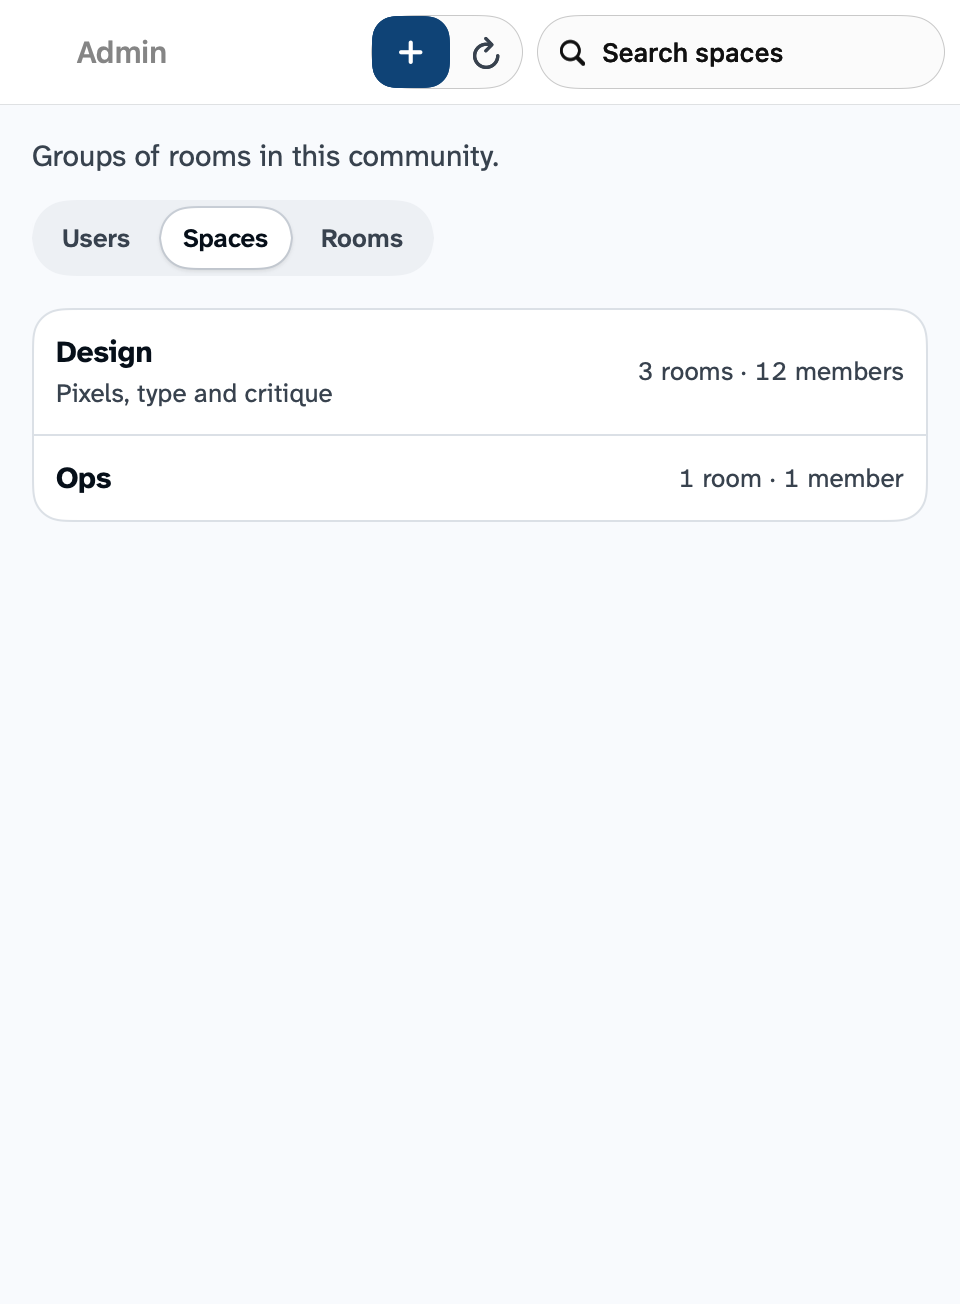 Admin
Search spaces
Groups of rooms in this community.
Users Spaces Rooms
Design
Pixels, type and critique
3 rooms · 12 members
Ops
1 room · 1 member